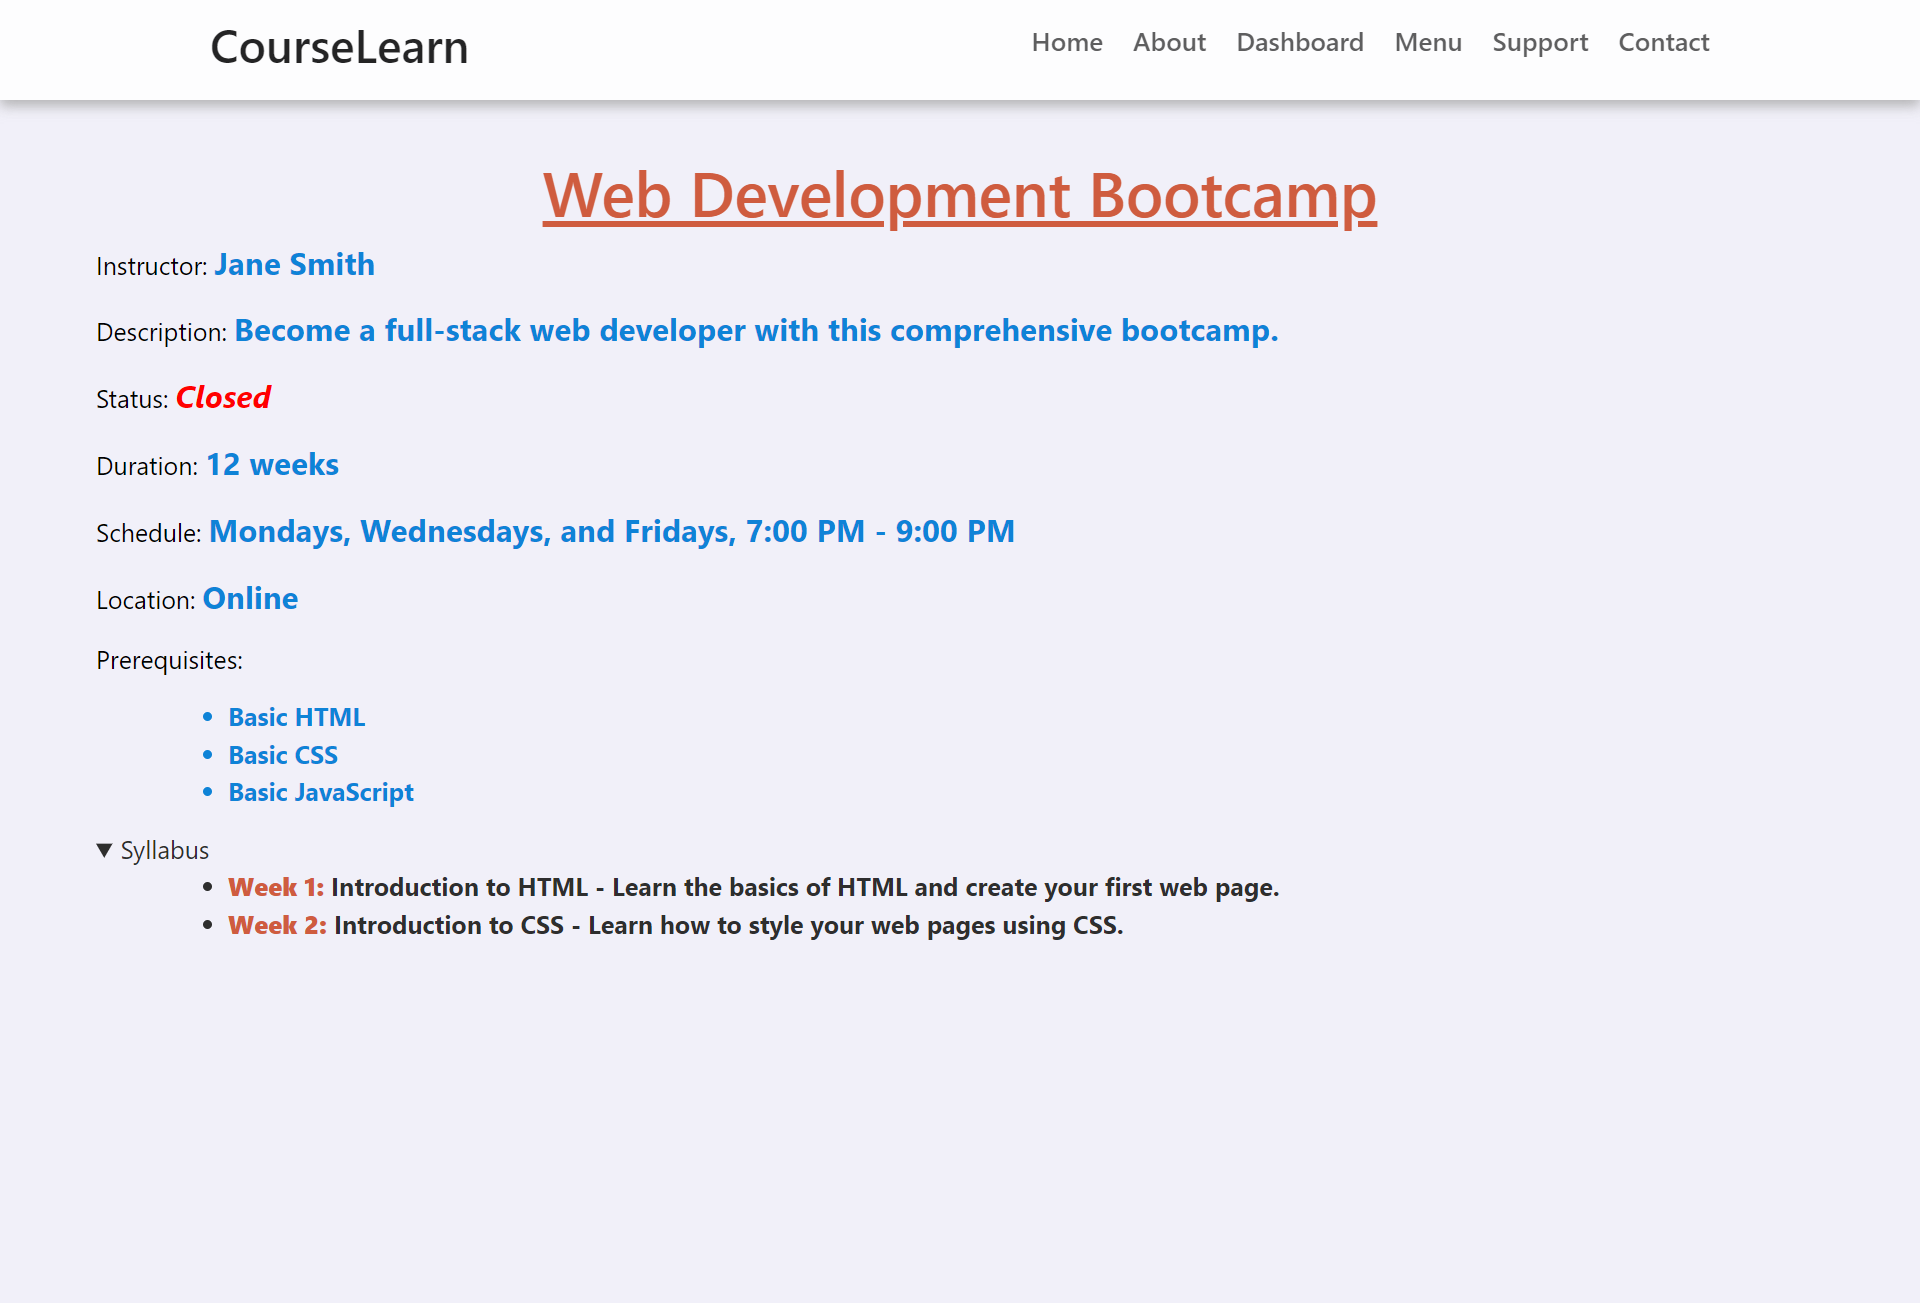 CourseLearn
Home About Dashboard Menu Support Contact
Web Development Bootcamp
Instructor: Jane Smith
Description: Become a full-stack web developer with this comprehensive bootcamp.
Status: Closed
Duration: 12 weeks
Schedule: Mondays, Wednesdays, and Fridays, 7:00 PM - 9:00 PM
Location: Online
Prerequisites:
• Basic HTML
• Basic CSS
• Basic JavaScript
▼ Syllabus
• Week 1: Introduction to HTML - Learn the basics of HTML and create your first web page.
• Week 2: Introduction to CSS - Learn how to style your web pages using CSS.